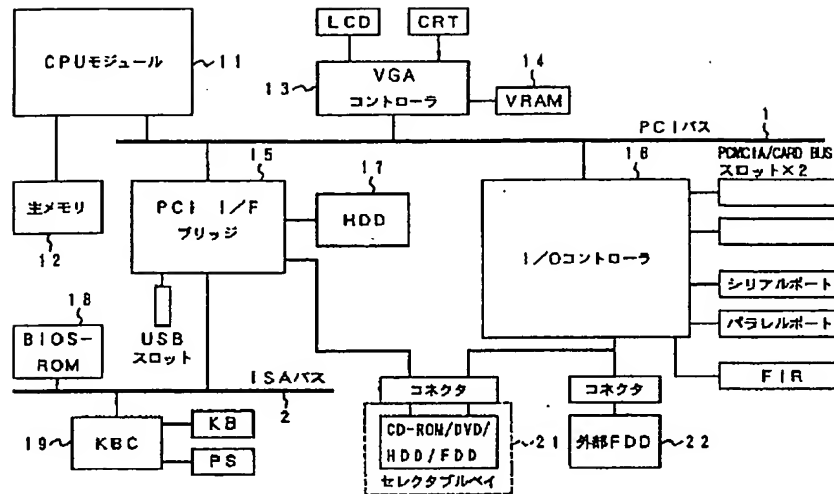 LCD
CRT
CPUモジュール
11
VGA
コントローラ
13
14
VRAM
PCIバス
1
主メモリ
12
15
PCI I/F
ブリッジ
17
HDD
16
I/Oコントローラ
PCMCIA/CARD BUS
スロット×2
シリアルポート
パラレルポート
FIR
18
BIOS-
ROM
USB
スロット
ISAバス
2
19
KBC
KB
PS
コネクタ
CD-ROM/DVD/
HDD/FDD
セレクタブルベイ
21
コネクタ
外部FDD
22